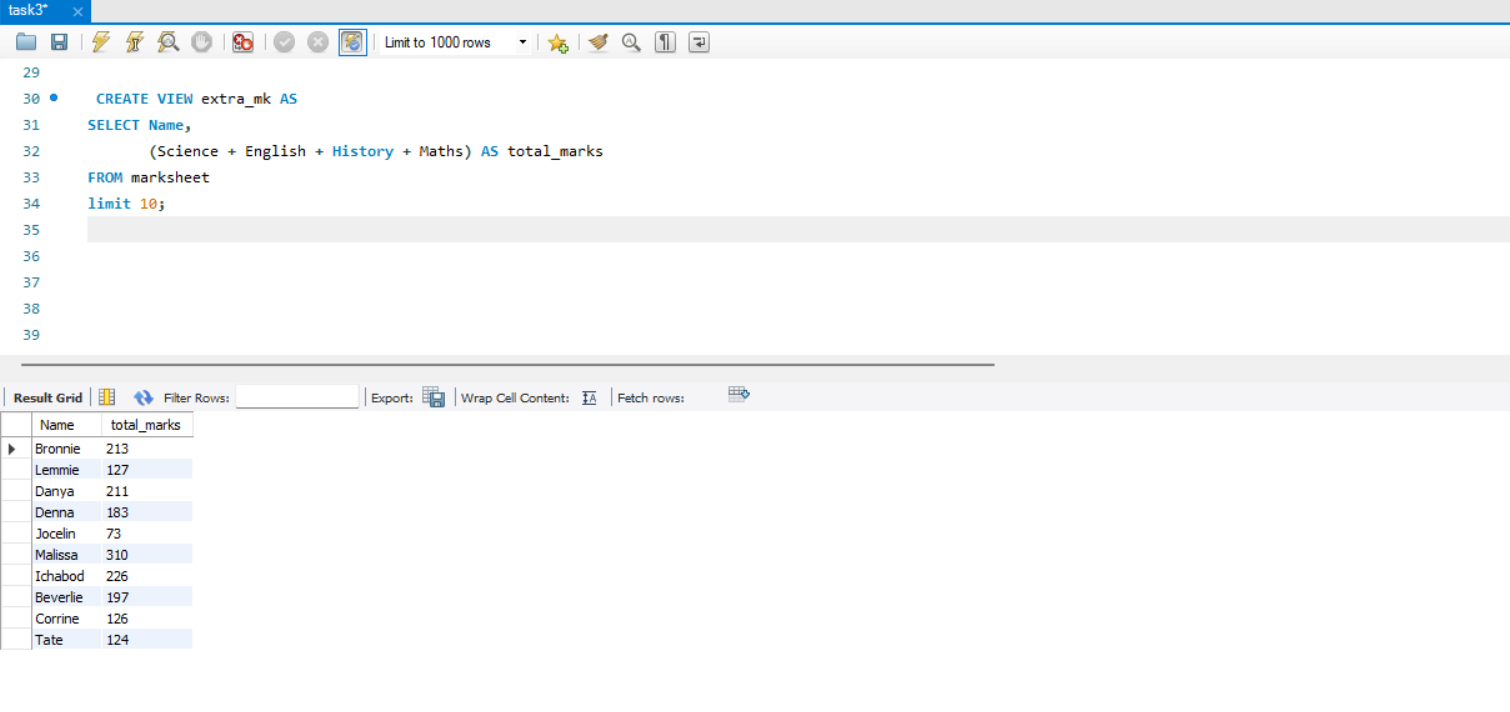 task3*
Limit to 1000 rows
29
30 CREATE VIEW extra_mk AS
31 SELECT Name,
32 (Science + English + History + Maths) AS total_marks
33 FROM marksheet
34 limit 10;
35
36
37
38
39
Result Grid Filter Rows: Export: Wrap Cell Content: Fetch rows:
Name total_marks
Bronnie 213
Lemmie 127
Danya 211
Denna 183
Jocelin 73
Malissa 310
Ichabod 226
Beverlie 197
Corrine 126
Tate 124